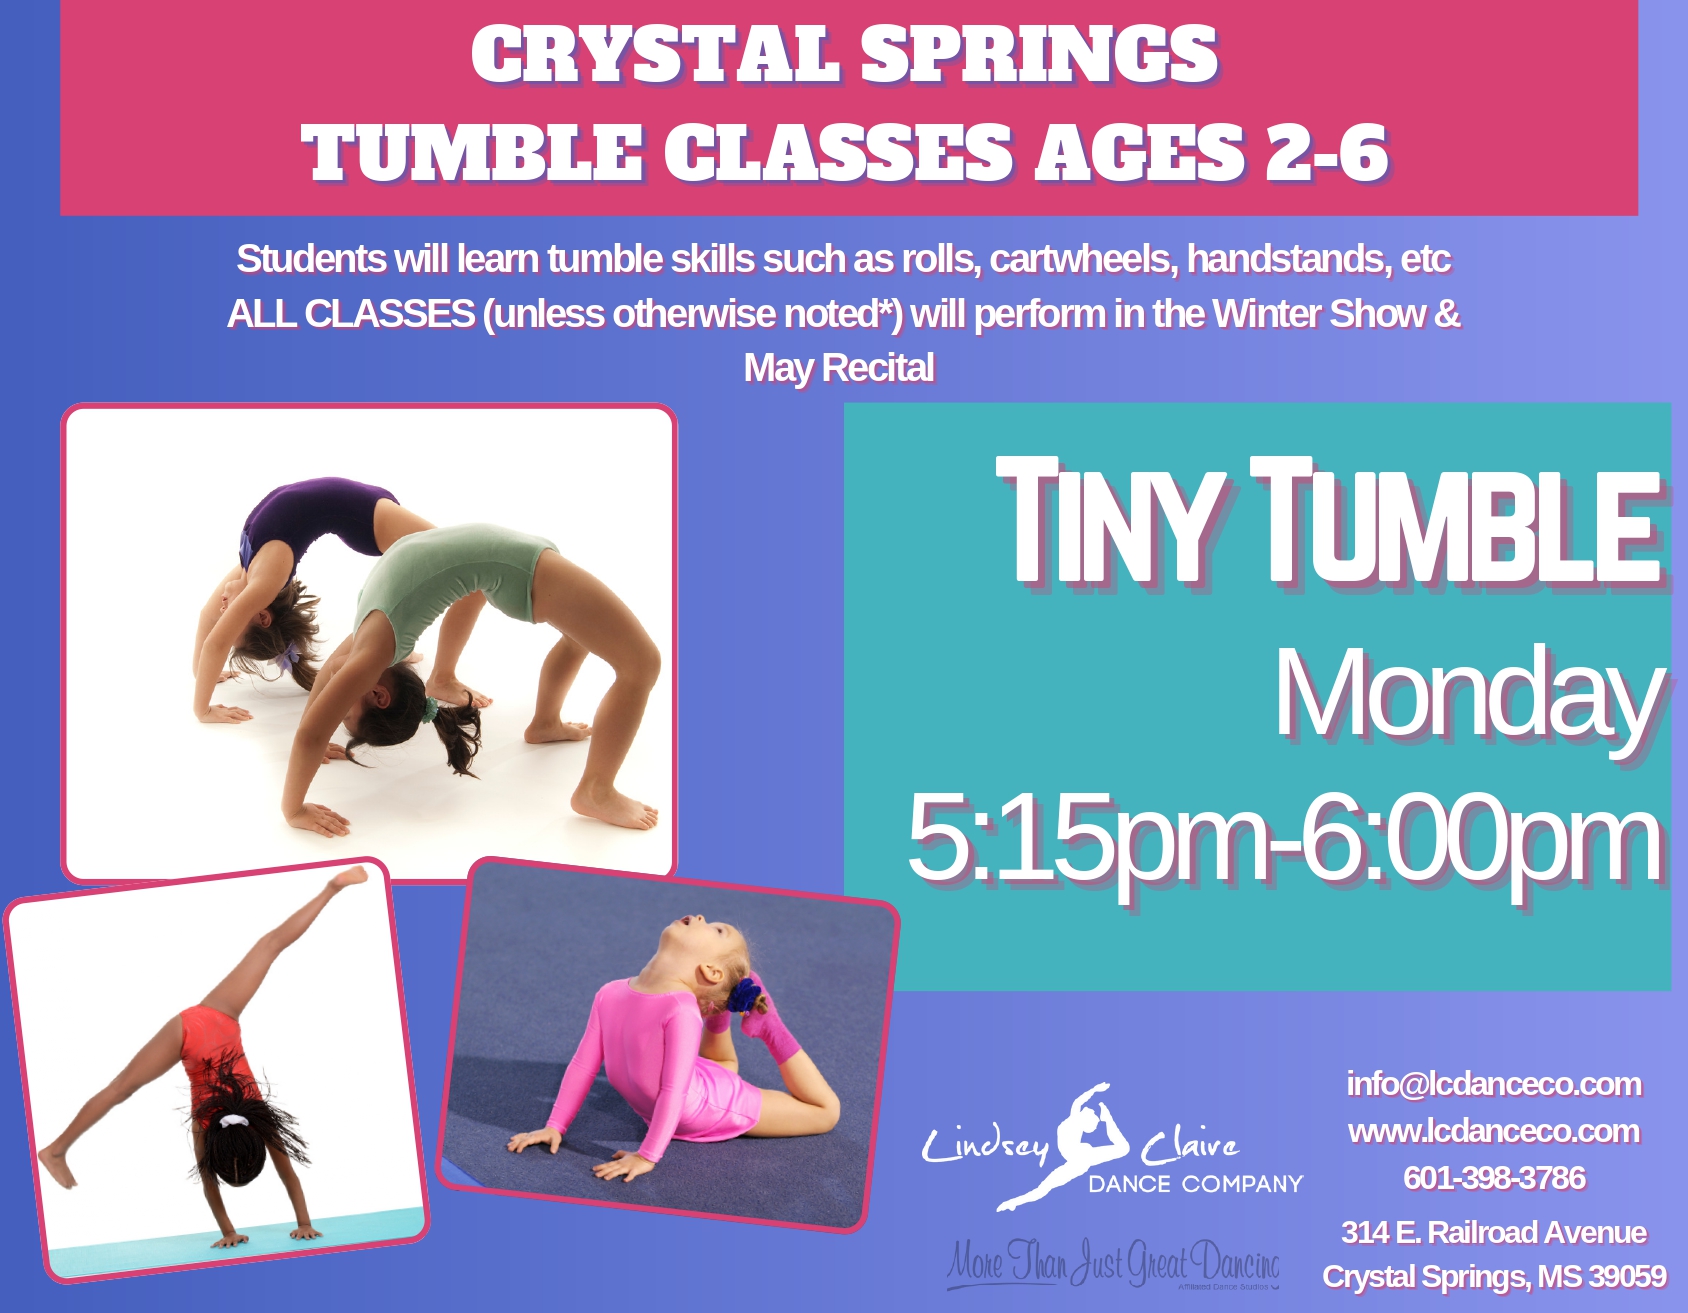 CRYSTAL SPRINGS
TUMBLE CLASSES AGES 2-6
Students will learn tumble skills such as rolls, cartwheels, handstands, etc
ALL CLASSES (unless otherwise noted*) will perform in the Winter Show &
May Recital
TINY TUMBLE
Monday
5:15pm-6:00pm
Lindsey Claire
DANCE COMPANY
More Than Just Great Dancing
Affiliated Dance Studios
info@lcdanceco.com
www.lcdanceco.com
601-398-3786
314 E. Railroad Avenue
Crystal Springs, MS 39059